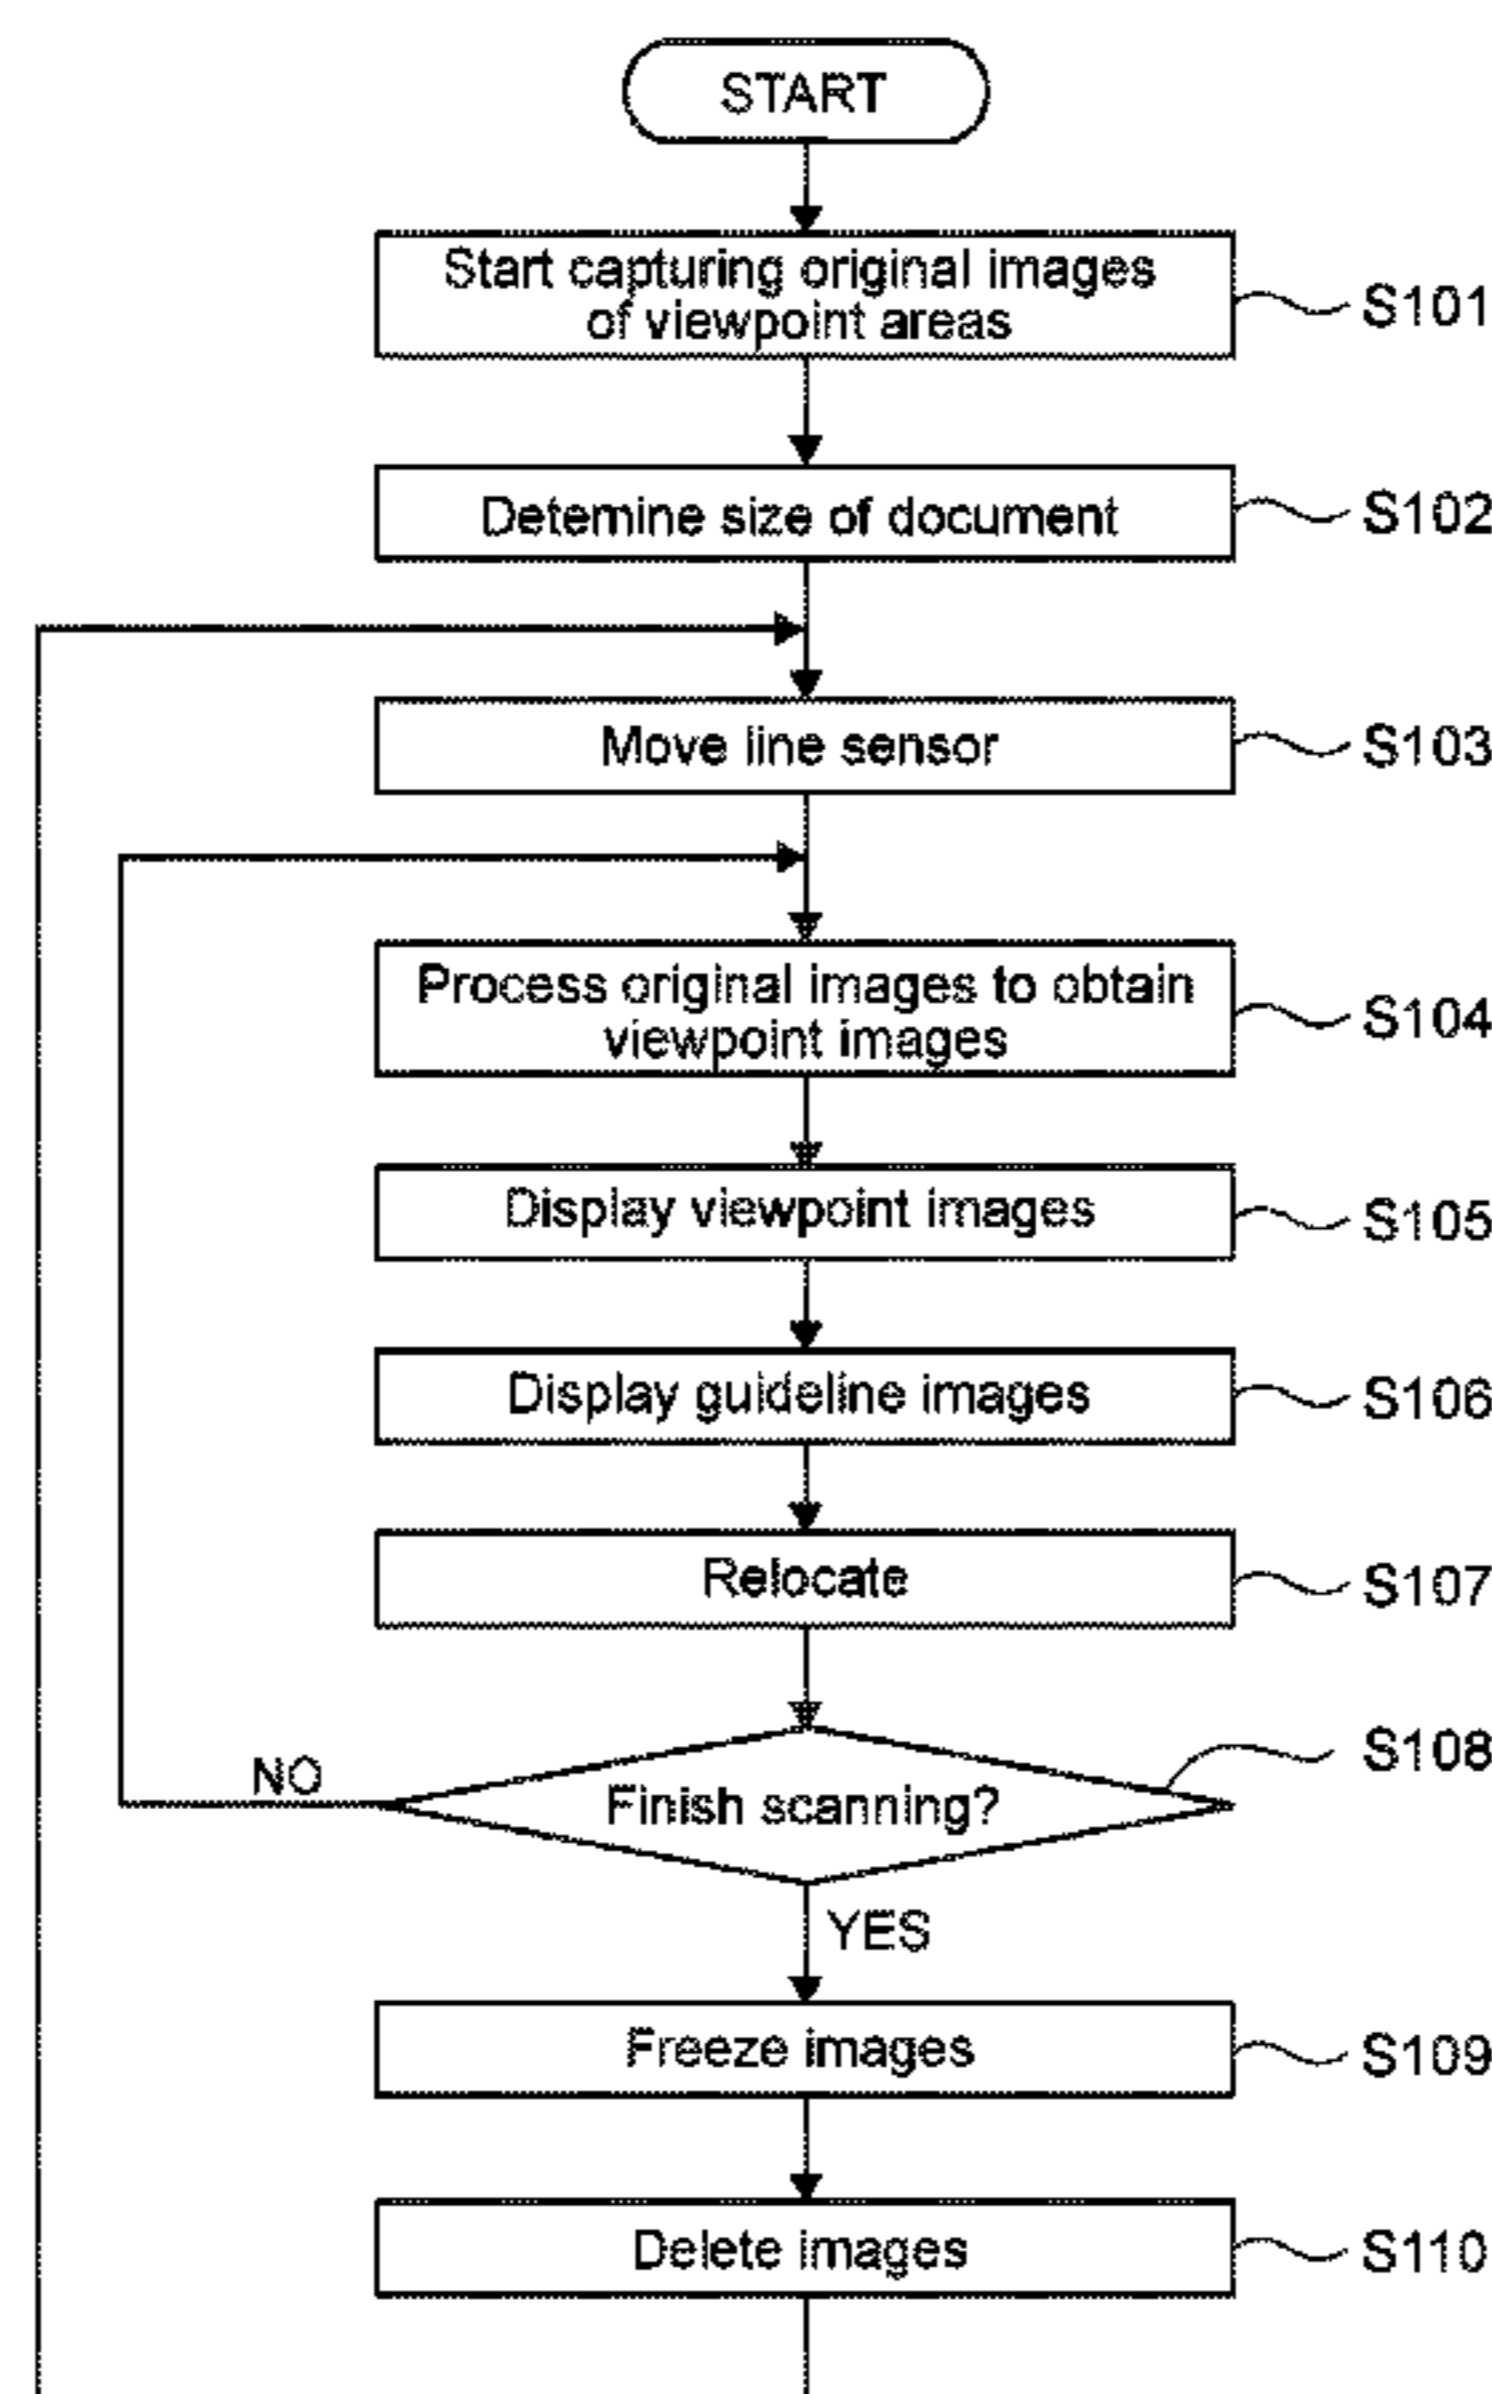 START
Start capturing original images
of viewpoint areas
S101
Detemine size of document
S102
Move line sensor
S103
Process original images to obtain
viewpoint images
S104
Display viewpoint images
S105
Display guideline images
S106
Relocate
S107
Finish scanning?
S108
NO
YES
Freeze images
S109
Delete images
S110